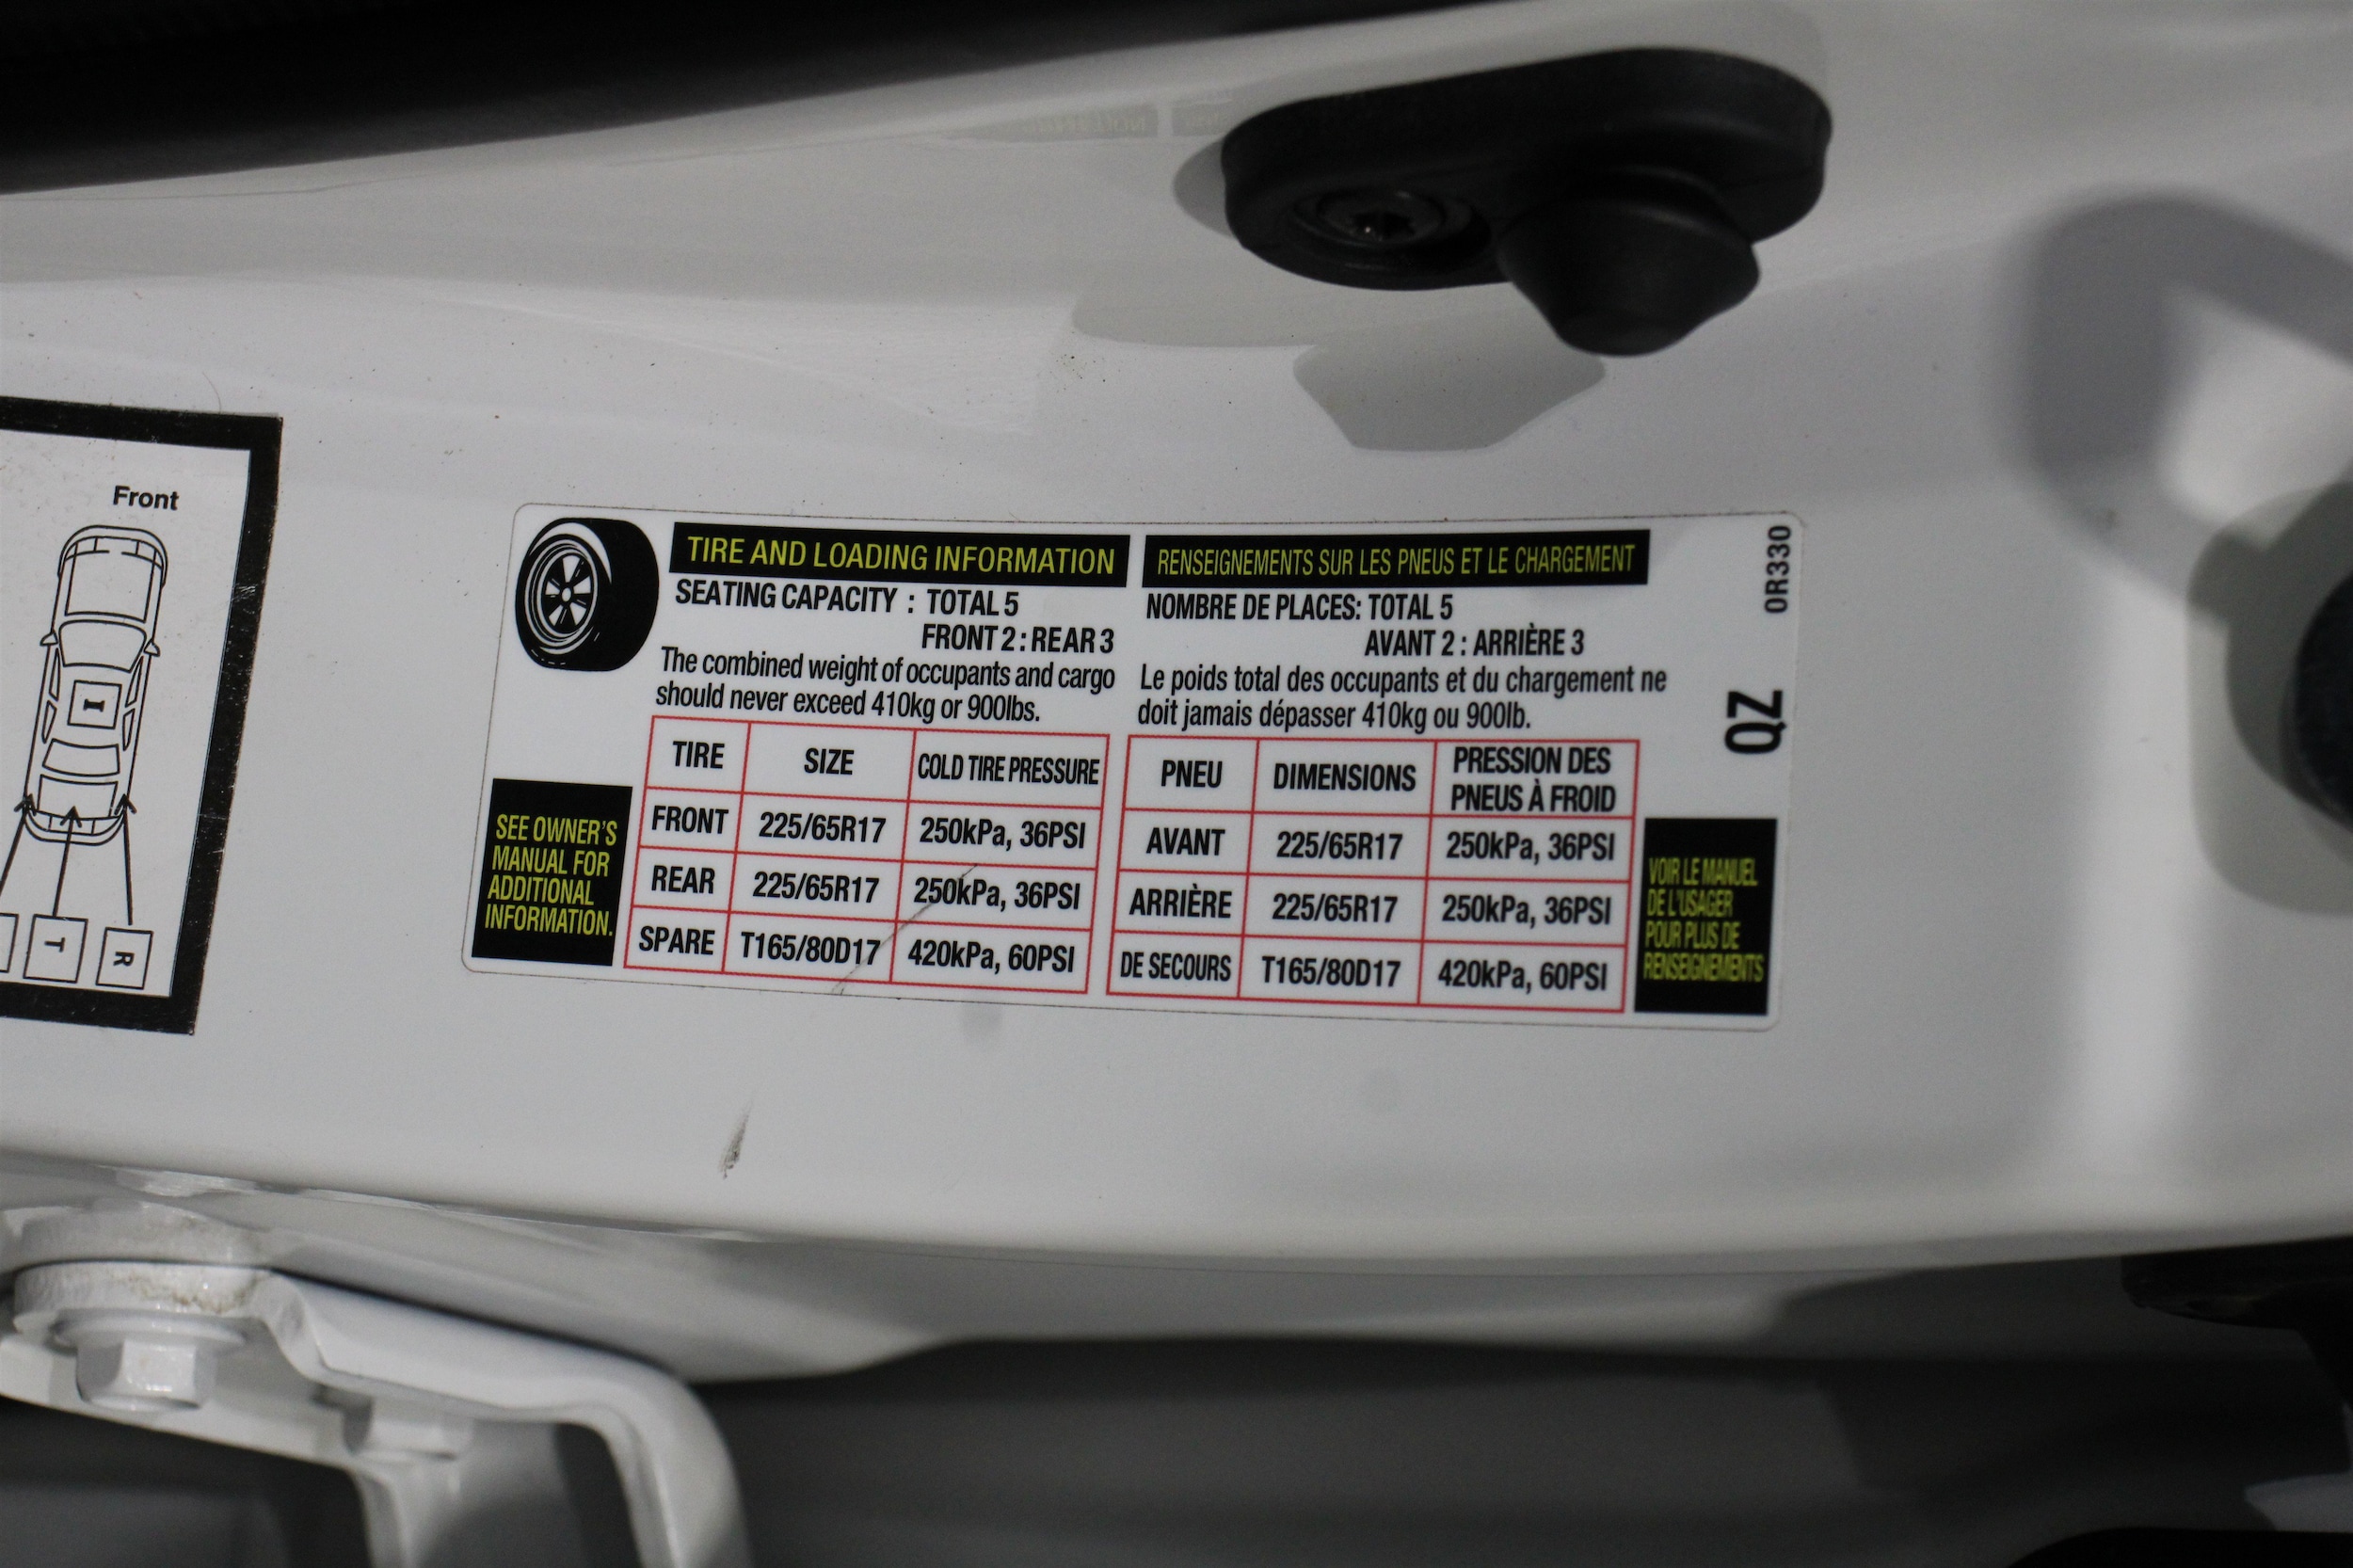 Front
I
T
R
TIRE AND LOADING INFORMATION
SEATING CAPACITY : TOTAL 5
FRONT 2 : REAR 3
The combined weight of occupants and cargo
should never exceed 410kg or 900lbs.
TIRE SIZE COLD TIRE PRESSURE
FRONT 225/65R17 250kPa, 36PSI
REAR 225/65R17 250kPa, 36PSI
SPARE T165/80D17 420kPa, 60PSI
SEE OWNER'S
MANUAL FOR
ADDITIONAL
INFORMATION.
RENSEIGNEMENTS SUR LES PNEUS ET LE CHARGEMENT
NOMBRE DE PLACES: TOTAL 5
AVANT 2 : ARRIÈRE 3
Le poids total des occupants et du chargement ne
doit jamais dépasser 410kg ou 900lb.
PNEU DIMENSIONS PRESSION DES
PNEUS À FROID
AVANT 225/65R17 250kPa, 36PSI
ARRIÈRE 225/65R17 250kPa, 36PSI
DE SECOURS T165/80D17 420kPa, 60PSI
VOIR LE MANUEL
DE L'USAGER
POUR PLUS DE
RENSEIGNEMENTS
0R330
QZ